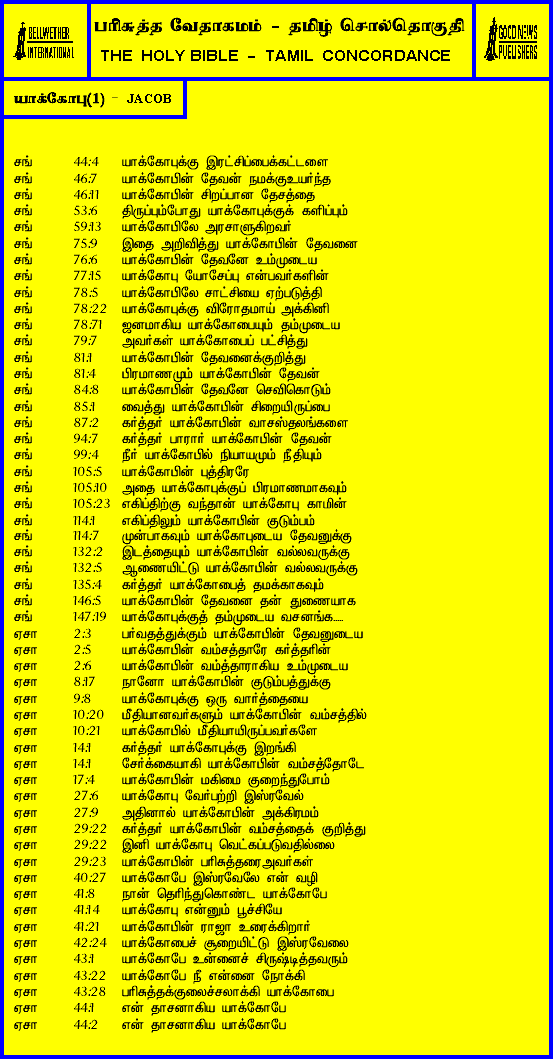 BELLWETHER INTERNATIONAL
பரிசுத்த வேதாகமம் - தமிழ் சொல்தொகுதி
THE HOLY BIBLE - TAMIL CONCORDANCE
GOOD NEWS PUBLISHERS
யாக்கோபு(1) - JACOB
சங் 44:4 யாக்கோபுக்கு இரட்சிப்பைக்கட்டளை
சங் 46:7 யாக்கோபின் தேவன் நமக்குஉயர்ந்த
சங் 46:11 யாக்கோபின் சிறப்பான தேசத்தை
சங் 53:6 திருப்பும்போது யாக்கோபுக்குக் களிப்பும்
சங் 59:13 யாக்கோபிலே அரசாளுகிறவர்
சங் 75:9 இதை அறிவித்து யாக்கோபின் தேவனை
சங் 76:6 யாக்கோபின் தேவனே உம்முடைய
சங் 77:15 யாக்கோபு யோசேப்பு என்பவர்களின்
சங் 78:5 யாக்கோபிலே சாட்சியை ஏற்படுத்தி
சங் 78:22 யாக்கோபுக்கு விரோதமாய் அக்கினி
சங் 78:71 ஜனமாகிய யாக்கோபையும் தம்முடைய
சங் 79:7 அவர்கள் யாக்கோபைப் பட்சித்து
சங் 81:1 யாக்கோபின் தேவனைக்குறித்து
சங் 81:4 பிரமாணமும் யாக்கோபின் தேவன்
சங் 84:8 யாக்கோபின் தேவனே செவிகொடும்
சங் 85:1 வைத்து யாக்கோபின் சிறையிருப்பை
சங் 87:2 கர்த்தர் யாக்கோபின் வாசஸ்தலங்களை
சங் 94:7 கர்த்தர் பாரார் யாக்கோபின் தேவன்
சங் 99:4 நீர் யாக்கோபில் நியாயமும் நீதியும்
சங் 105:5 யாக்கோபின் புத்திரரே
சங் 105:10 அதை யாக்கோபுக்குப் பிரமாணமாகவும்
சங் 105:23 எகிப்திற்கு வந்தான் யாக்கோபு காமின்
சங் 114:1 எகிப்திலும் யாக்கோபின் குடும்பம்
சங் 114:7 முன்பாகவும் யாக்கோபுடைய தேவனுக்கு
சங் 132:2 இடத்தையும் யாக்கோபின் வல்லவருக்கு
சங் 132:5 ஆணையிட்டு யாக்கோபின் வல்லவருக்கு
சங் 135:4 கர்த்தர் யாக்கோபைத் தமக்காகவும்
சங் 146:5 யாக்கோபின் தேவனை தன் துணையாக
சங் 147:19 யாக்கோபுக்குத் தம்முடைய வசனங்க.....
ஏசா 2:3 பர்வதத்துக்கும் யாக்கோபின் தேவனுடைய
ஏசா 2:5 யாக்கோபின் வம்சத்தாரே கர்த்தரின்
ஏசா 2:6 யாக்கோபின் வம்த்தாராகிய உம்முடைய
ஏசா 8:17 நானோ யாக்கோபின் குடும்பத்துக்கு
ஏசா 9:8 யாக்கோபுக்கு ஒரு வார்த்தையை
ஏசா 10:20 மீதியானவர்களும் யாக்கோபின் வம்சத்தில்
ஏசா 10:21 யாக்கோபில் மீதியாயிருப்பவர்களே
ஏசா 14:1 கர்த்தர் யாக்கோபுக்கு இறங்கி
ஏசா 14:1 சேர்க்கையாகி யாக்கோபின் வம்சத்தோடே
ஏசா 17:4 யாக்கோபின் மகிமை குறைந்துபோம்
ஏசா 27:6 யாக்கோபு வேர்பற்றி இஸ்ரவேல்
ஏசா 27:9 அதினால் யாக்கோபின் அக்கிரமம்
ஏசா 29:22 கர்த்தர் யாக்கோபின் வம்சத்தைக் குறித்து
ஏசா 29:22 இனி யாக்கோபு வெட்கப்படுவதில்லை
ஏசா 29:23 யாக்கோபின் பரிசுத்தரைஅவர்கள்
ஏசா 40:27 யாக்கோபே இஸ்ரவேலே என் வழி
ஏசா 41:8 நான் தெரிந்துகொண்ட யாக்கோபே
ஏசா 41:14 யாக்கோபு என்னும் பூச்சியே
ஏசா 41:21 யாக்கோபின் ராஜா உரைக்கிறார்
ஏசா 42:24 யாக்கோபைச் சூறையிட்டு இஸ்ரவேலை
ஏசா 43:1 யாக்கோபே உன்னைச் சிருஷ்டித்தவரும்
ஏசா 43:22 யாக்கோபே நீ என்னை நோக்கி
ஏசா 43:28 பரிசுத்தக்குலைச்சலாக்கி யாக்கோபை
ஏசா 44:1 என் தாசனாகிய யாக்கோபே
ஏசா 44:2 என் தாசனாகிய யாக்கோபே